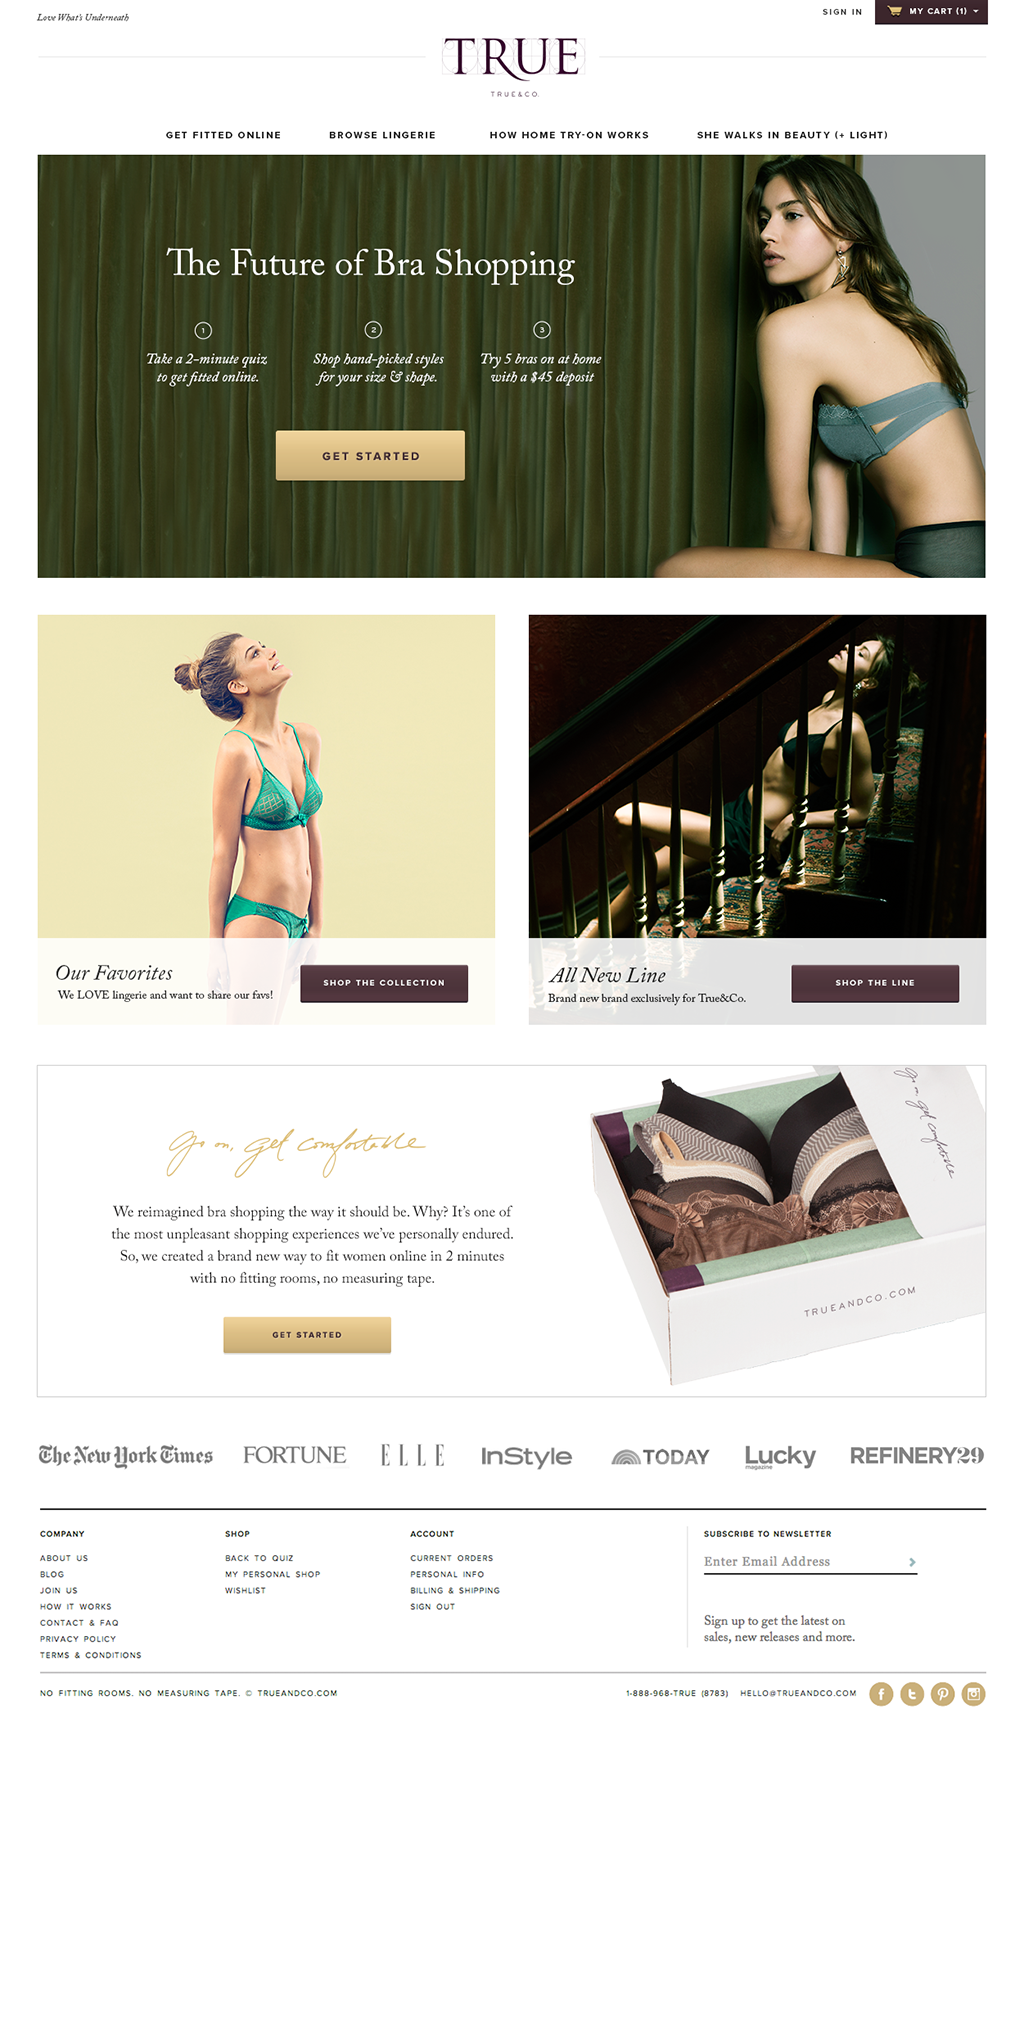 Love What's Underneath
SIGN IN
MY CART (1)
TRUE
TRUE&CO.
GET FITTED ONLINE
BROWSE LINGERIE
HOW HOME TRY-ON WORKS
SHE WALKS IN BEAUTY (+ LIGHT)
The Future of Bra Shopping
1
Take a 2-minute quiz
to get fitted online.
2
Shop hand-picked styles
for your size & shape.
3
Try 5 bras on at home
with a $45 deposit
GET STARTED
Our Favorites
We LOVE lingerie and want to share our favs!
SHOP THE COLLECTION
All New Line
Brand new brand exclusively for True&Co.
SHOP THE LINE
Go on, get comfortable
We reimagined bra shopping the way it should be. Why? It's one of
the most unpleasant shopping experiences we've personally endured.
So, we created a brand new way to fit women online in 2 minutes
with no fitting rooms, no measuring tape.
GET STARTED
Go on, get comfortable
TRUEANDCO.COM
The New York Times
FORTUNE
ELLE
InStyle
TODAY
Lucky
magazine
REFINERY29
COMPANY
ABOUT US
BLOG
JOIN US
HOW IT WORKS
CONTACT & FAQ
PRIVACY POLICY
TERMS & CONDITIONS
SHOP
BACK TO QUIZ
MY PERSONAL SHOP
WISHLIST
ACCOUNT
CURRENT ORDERS
PERSONAL INFO
BILLING & SHIPPING
SIGN OUT
SUBSCRIBE TO NEWSLETTER
Enter Email Address
Sign up to get the latest on
sales, new releases and more.
NO FITTING ROOMS. NO MEASURING TAPE. © TRUEANDCO.COM
1-888-968-TRUE (8783)
HELLO@TRUEANDCO.COM